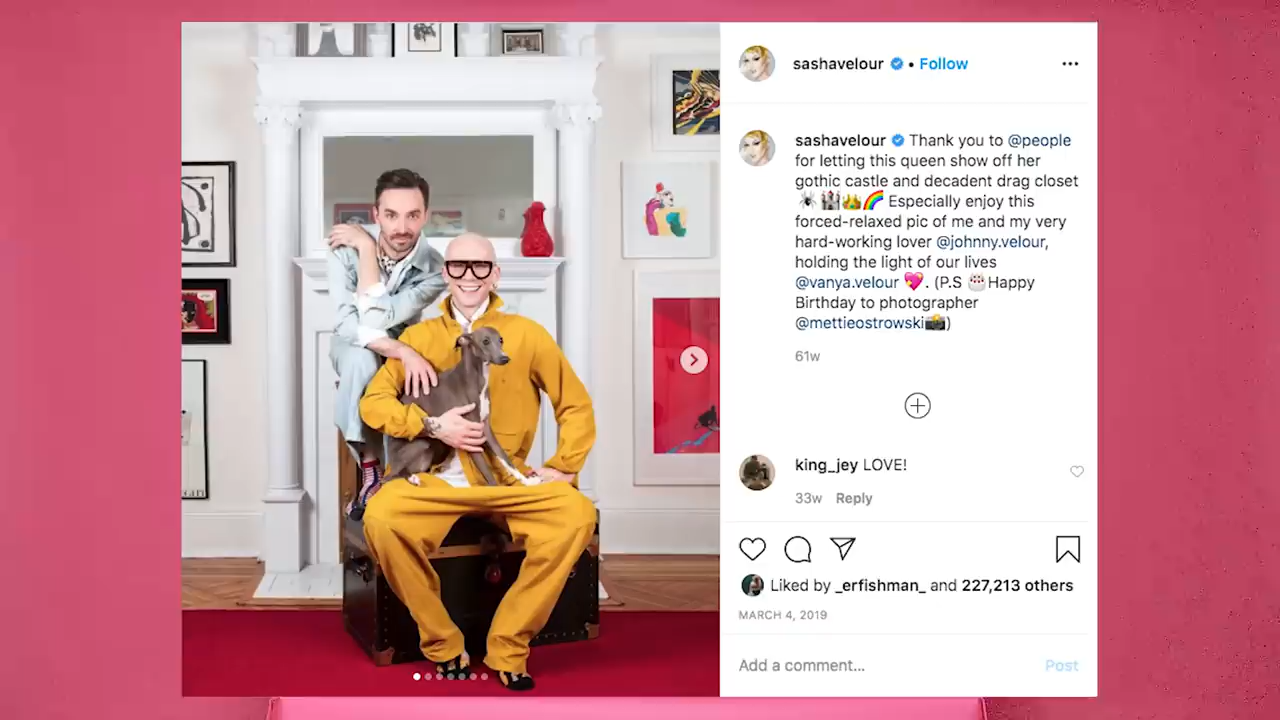 sashavelour • Follow
sashavelour Thank you to @people
for letting this queen show off her
gothic castle and decadent drag closet
🕷🏰👑🌈 Especially enjoy this
forced-relaxed pic of me and my very
hard-working lover @johnny.velour,
holding the light of our lives
@vanya.velour 💖. (P.S 🎂Happy
Birthday to photographer
@mettieostrowski📸)
61w
king_jey LOVE!
33w Reply
Liked by _erfishman_ and 227,213 others
MARCH 4, 2019
Add a comment... Post